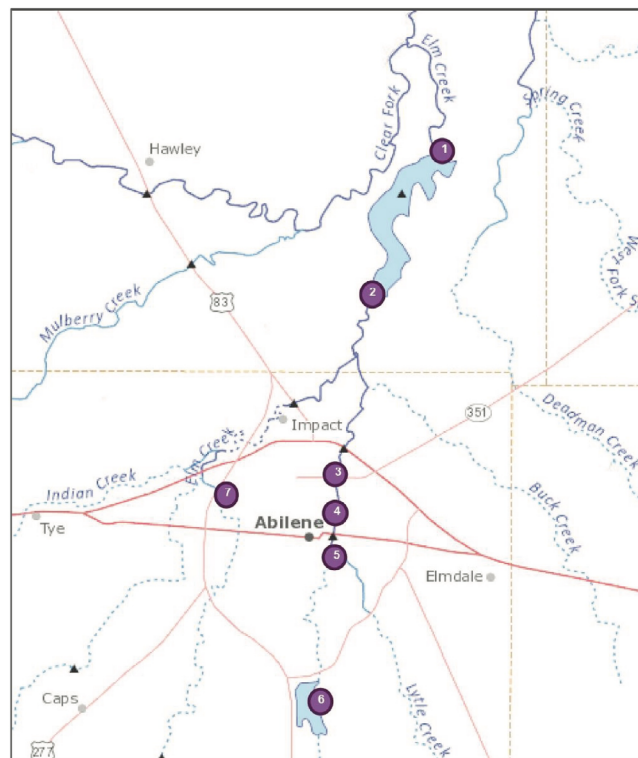 Elm Creek
Clear Fork
Spring Creek
1
Hawley
West
Fork S
2
83
Mulberry Creek
351
Impact
Deadman Creek
Elm Creek
3
Indian Creek
7
Buck Creek
4
Tye
Abilene
5
Elmdale
6
Caps
Lytle Creek
277